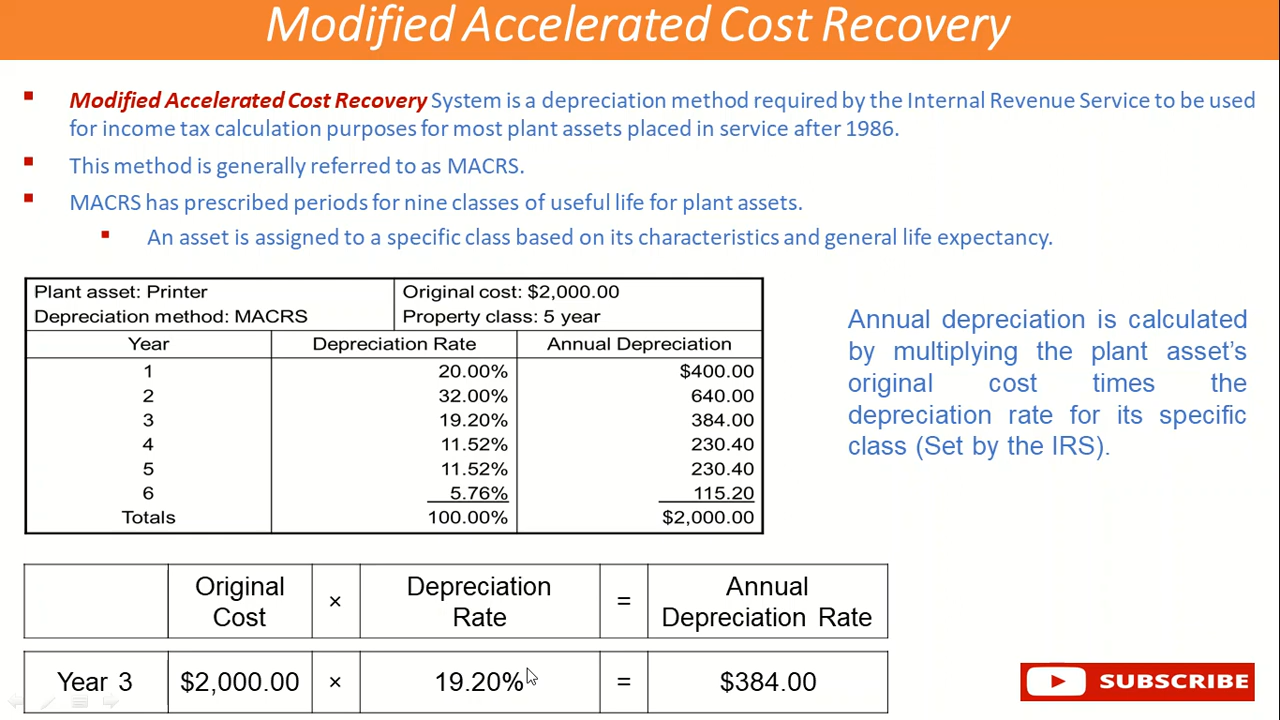 Modified Accelerated Cost Recovery
Modified Accelerated Cost Recovery System is a depreciation method required by the Internal Revenue Service to be used
for income tax calculation purposes for most plant assets placed in service after 1986.
This method is generally referred to as MACRS.
MACRS has prescribed periods for nine classes of useful life for plant assets.
An asset is assigned to a specific class based on its characteristics and general life expectancy.
Plant asset: Printer Original cost: $2,000.00
Depreciation method: MACRS Property class: 5 year
Year Depreciation Rate Annual Depreciation
1 20.00% $400.00
2 32.00% 640.00
3 19.20% 384.00
4 11.52% 230.40
5 11.52% 230.40
6 5.76% 115.20
Totals 100.00% $2,000.00
Annual depreciation is calculated
by multiplying the plant asset’s
original cost times the
depreciation rate for its specific
class (Set by the IRS).
Original Cost × Depreciation Rate = Annual Depreciation Rate
Year 3 $2,000.00 × 19.20% = $384.00
SUBSCRIBE